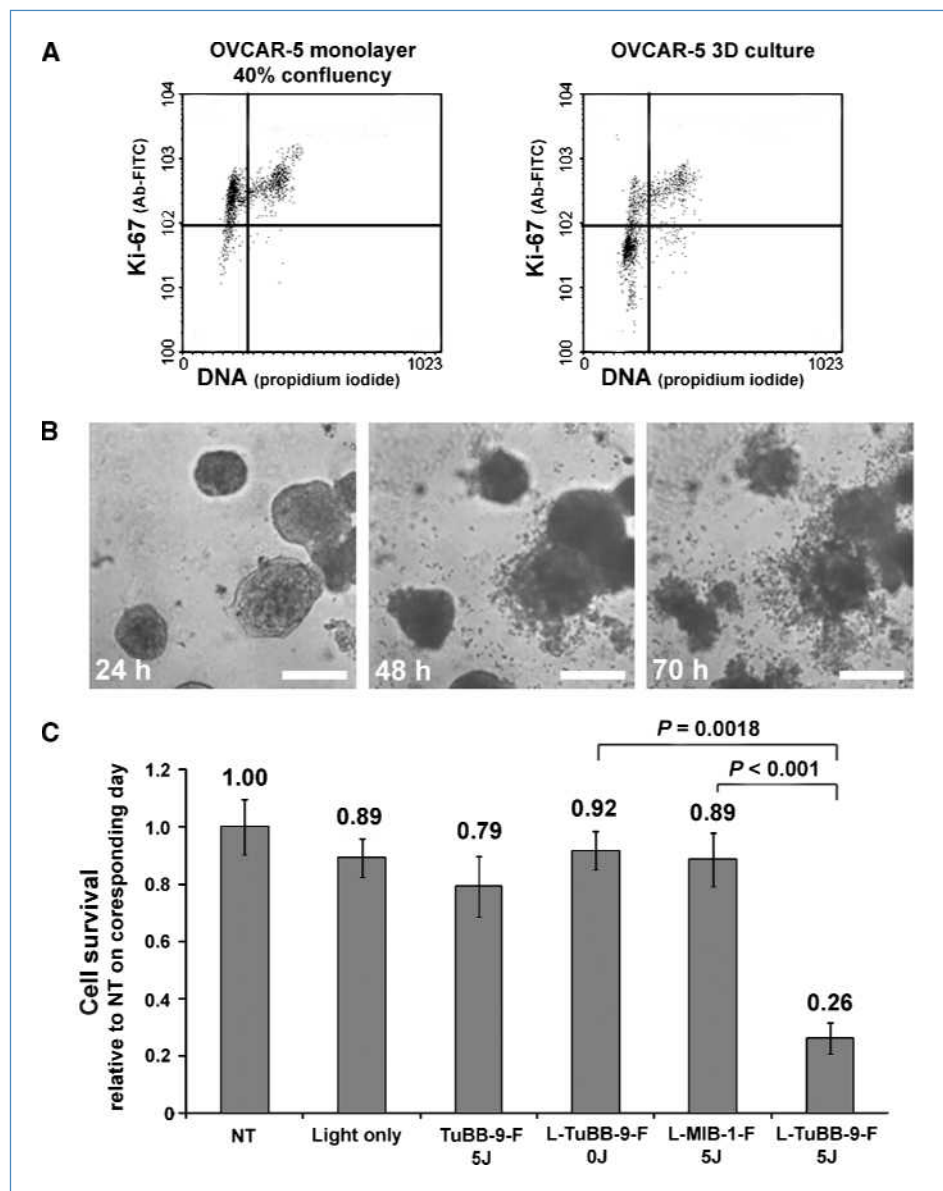 A
OVCAR-5 monolayer
40% confluency
OVCAR-5 3D culture
Ki-67 (Ab-FITC)
104
103
102
101
100
0
1023
DNA (propidium iodide)
Ki-67 (Ab-FITC)
104
103
102
101
100
0
1023
DNA (propidium iodide)
B
24 h
48 h
70 h
C
P = 0.0018
P < 0.001
Cell survival
relative to NT on coresponding day
1.2
1.0
0.8
0.6
0.4
0.2
0
1.00
0.89
0.79
0.92
0.89
0.26
NT
Light only
TuBB-9-F
5J
L-TuBB-9-F
0J
L-MIB-1-F
5J
L-TuBB-9-F
5J